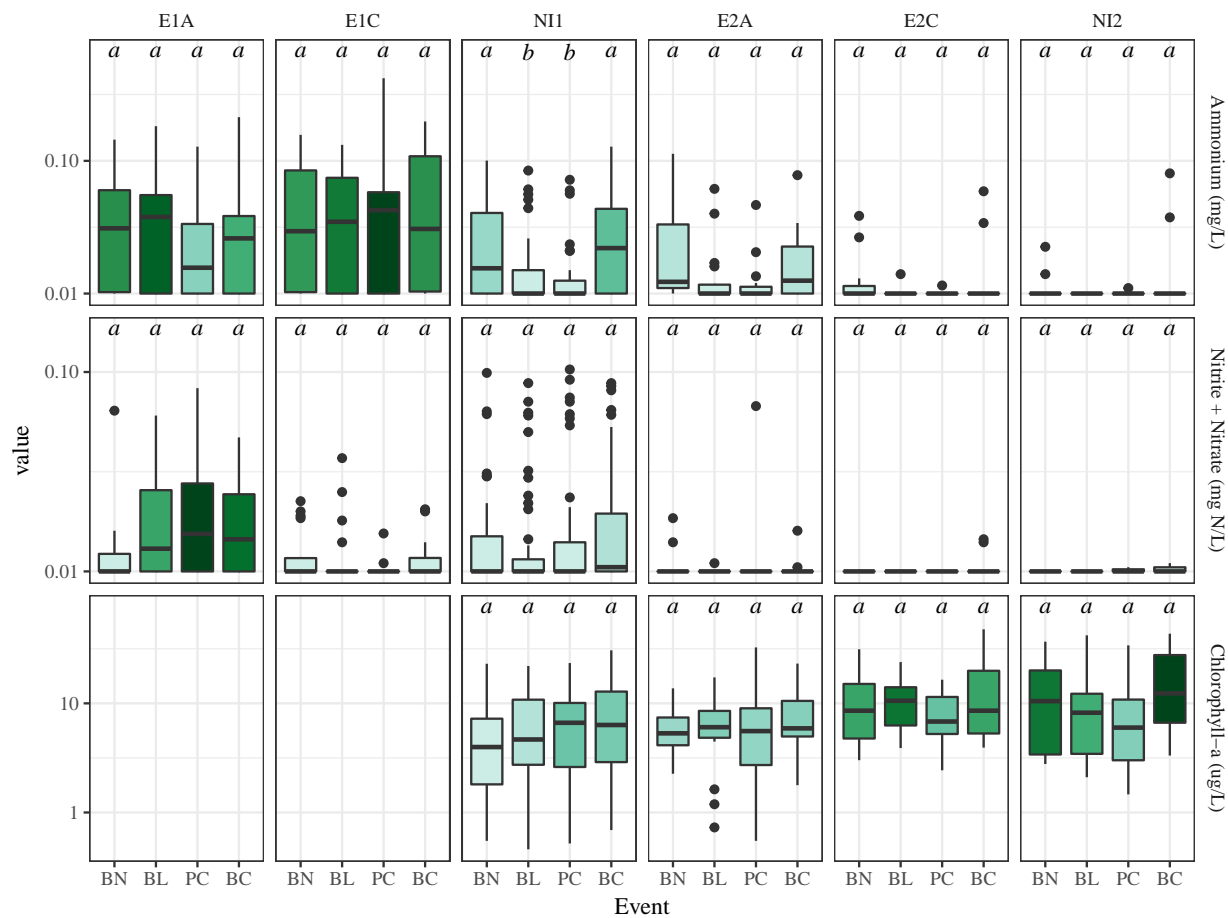 E1A E1C NI1 E2A E2C NI2
a a a a a a a a a b b a a a a a a a a a a a a a
0.10
0.01
Ammonium (mg/L)
a a a a a a a a a a a a a a a a a a a a a a a a
0.10
0.01
Nitrite + Nitrate (mg N/L)
value
a a a a a a a a a a a a a a a a
10
1
Chlorophyll−a (ug/L)
BN BL PC BC BN BL PC BC BN BL PC BC BN BL PC BC BN BL PC BC BN BL PC BC
Event